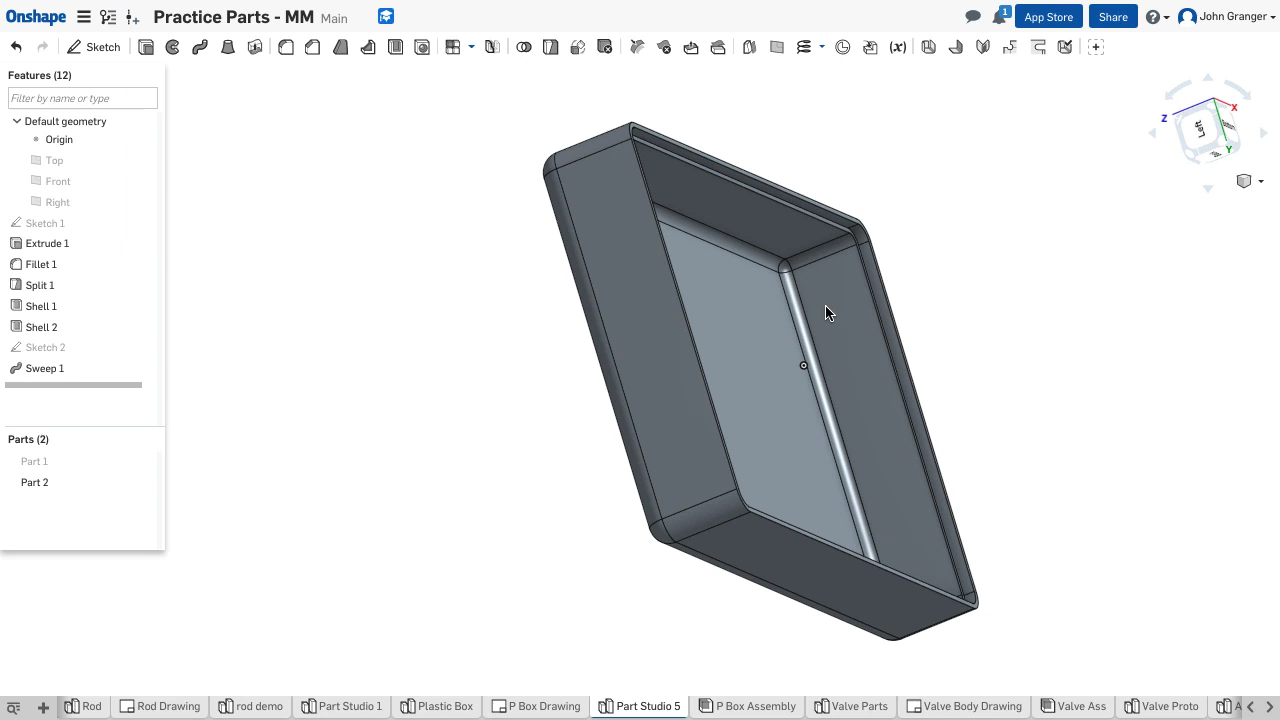 Onshape Practice Parts - MM Main 1 App Store Share John Granger
Sketch (x)
Features (12)
Filter by name or type
Default geometry
Origin
Top
Front
Right
Sketch 1
Extrude 1
Fillet 1
Split 1
Shell 1
Shell 2
Sketch 2
Sweep 1
Parts (2)
Part 1
Part 2
Z X Y Left
Rod Rod Drawing rod demo Part Studio 1 Plastic Box P Box Drawing Part Studio 5 P Box Assembly Valve Parts Valve Body Drawing Valve Ass Valve Proto